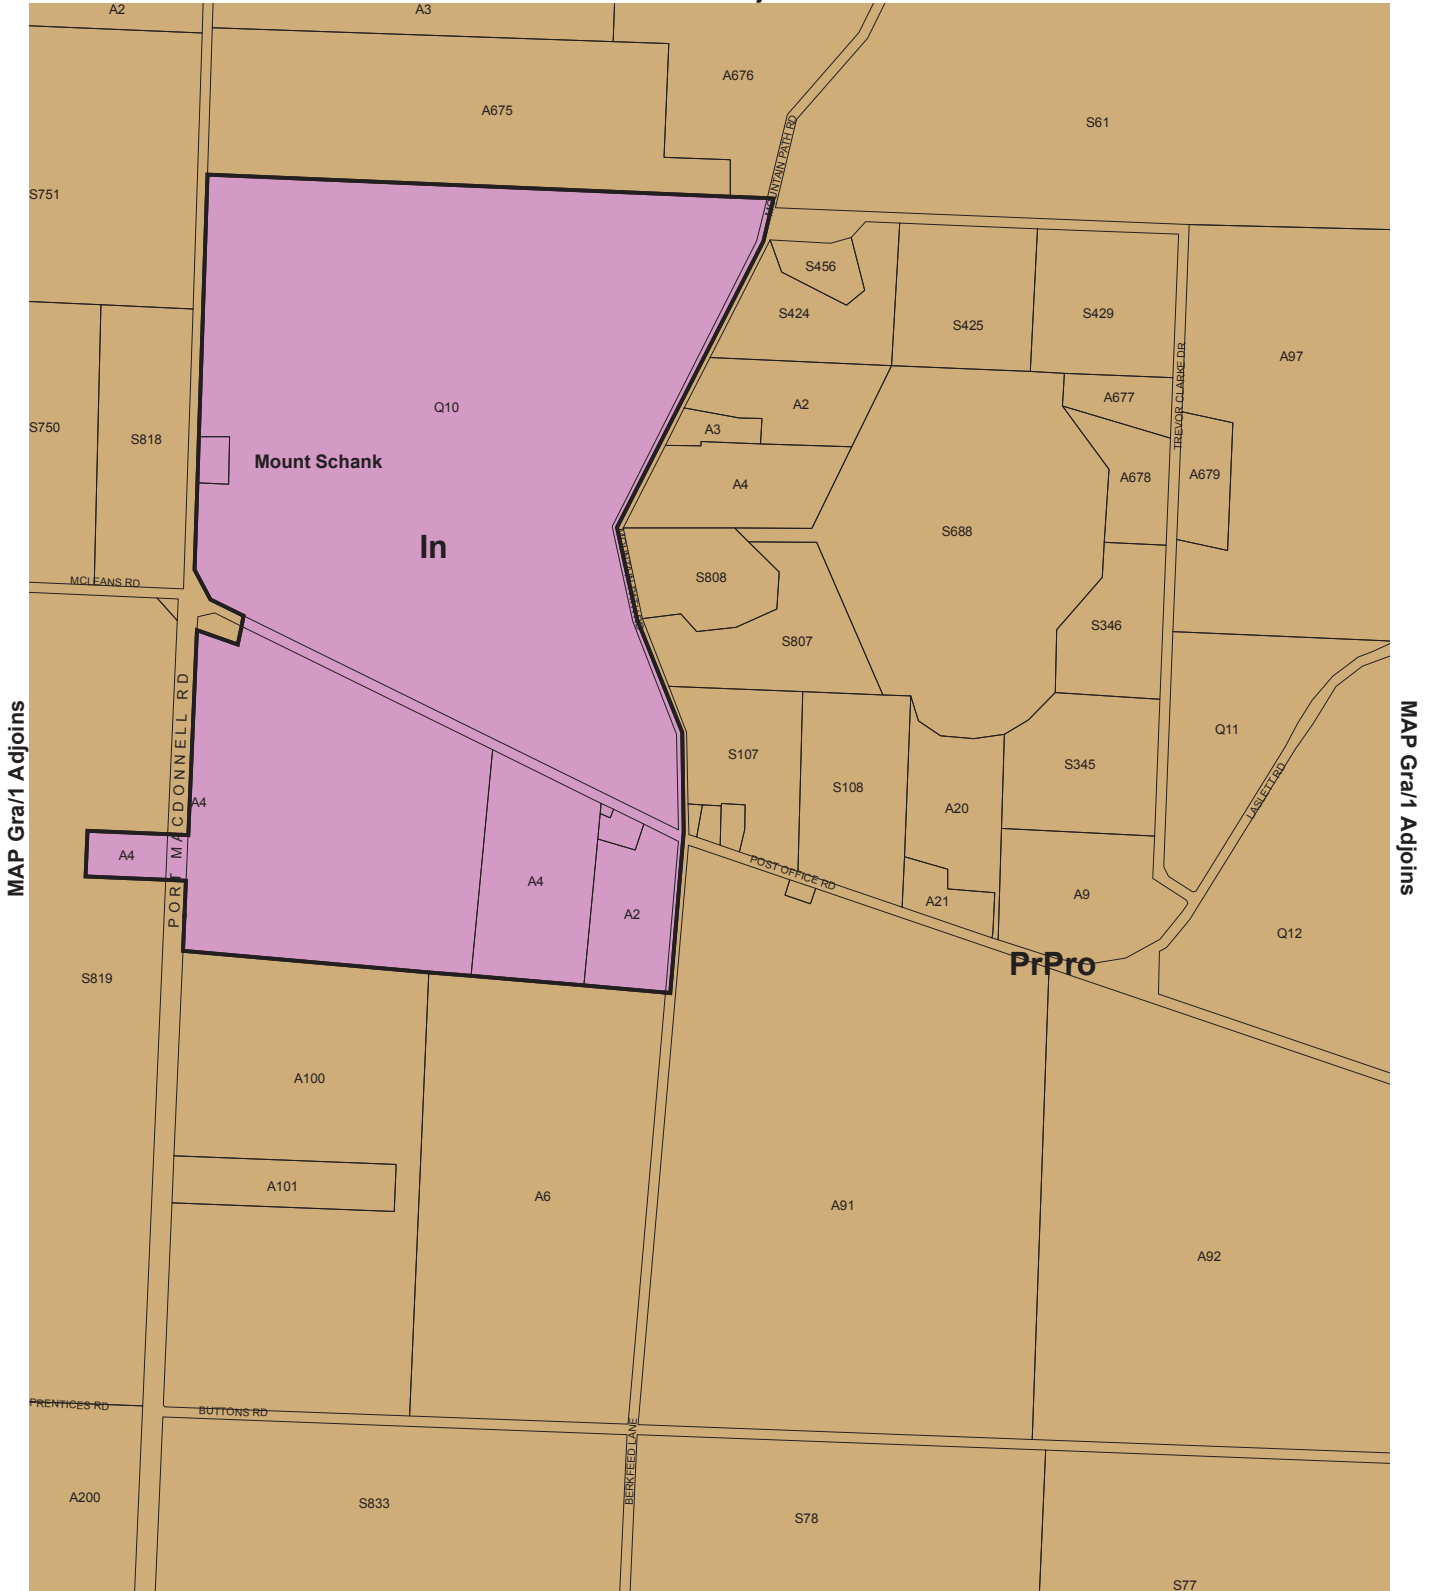 A2
A3
A676
A675
S61
MOUNTAIN PATH RD
S751
S456
S424
S425
S429
A97
TREVOR CLARKE DR
A677
A2
Q10
A3
S750
S818
Mount Schank
A678
A679
A4
S688
In
MCLEANS RD
S808
S346
S807
PORT MACDONNELL RD
MAP Gra/1 Adjoins
MAP Gra/1 Adjoins
Q11
S107
S345
S108
LASLETT RD
A4
A20
A4
POST OFFICE RD
A4
A9
A21
A2
Q12
PrPro
S819
A100
A101
A6
A91
A92
PRENTICES RD
BUTTONS RD
BERKFEED LANE
A200
S833
S78
S77